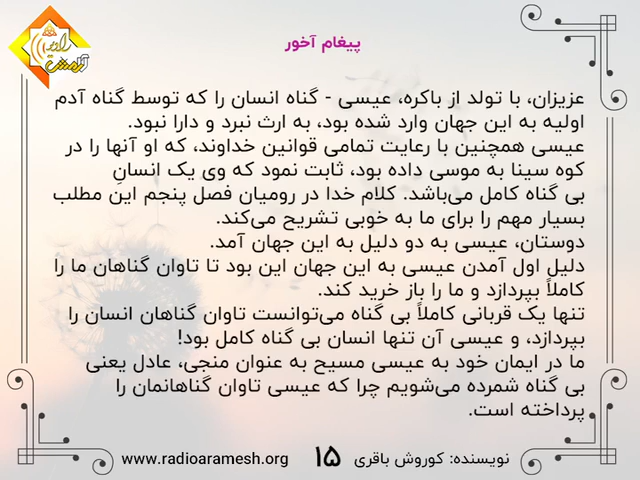 رادیو
آرامش
پیغام آخور
عزیزان، با تولد از باکره، عیسی - گناه انسان را که توسط گناه آدم
اولیه به این جهان وارد شده بود، به ارث نبرد و دارا نبود.
عیسی همچنین با رعایت تمامی قوانین خداوند، که او آنها را در
کوه سینا به موسی داده بود، ثابت نمود که وی یک انسانِ
بی گناه کامل می‌باشد. کلام خدا در رومیان فصل پنجم این مطلب
بسیار مهم را برای ما به خوبی تشریح می‌کند.
دوستان، عیسی به دو دلیل به این جهان آمد.
دلیل اول آمدن عیسی به این جهان این بود تا تاوان گناهان ما را
کاملاً بپردازد و ما را باز خرید کند.
تنها یک قربانی کاملاً بی گناه می‌توانست تاوان گناهان انسان را
بپردازد، و عیسی آن تنها انسان بی گناه کامل بود!
ما در ایمان خود به عیسی مسیح به عنوان منجی، عادل یعنی
بی گناه شمرده می‌شویم چرا که عیسی تاوان گناهانمان را
پرداخته است.
نویسنده: کوروش باقری
۱۵
www.radioaramesh.org